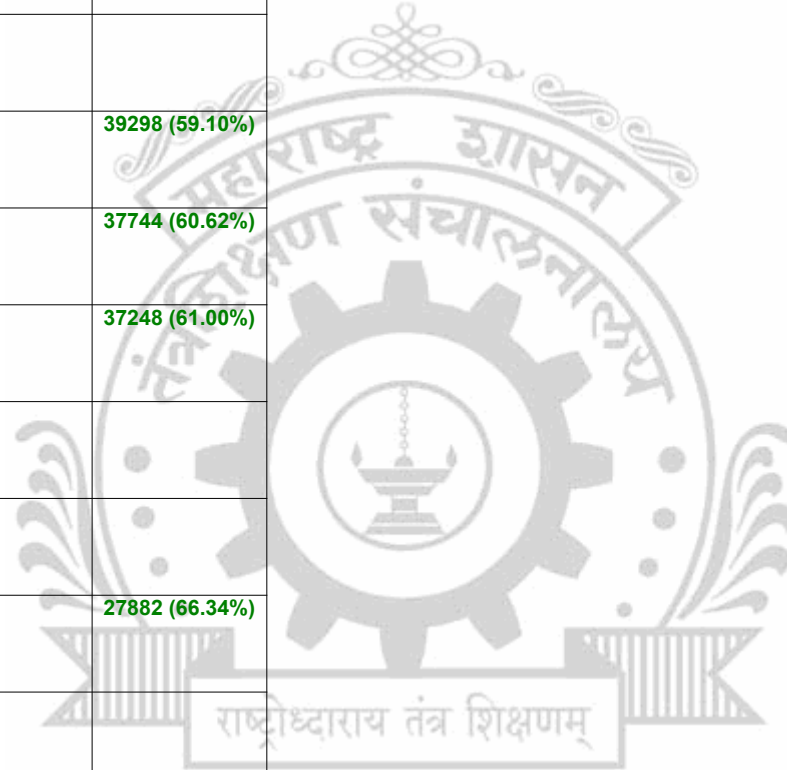 महाराष्ट्र शासन
39298 (59.10%)
तंत्रशिक्षण संचालनालय
37744 (60.62%)
37248 (61.00%)
27882 (66.34%)
राष्ट्रोध्दाराय तंत्र शिक्षणम्